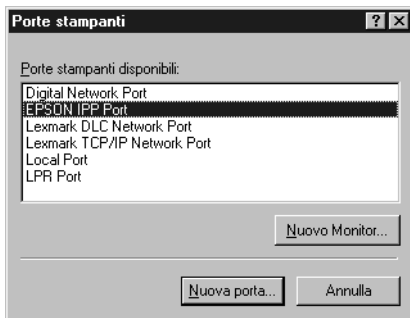 Porte stampanti
Porte stampanti disponibili:
Digital Network Port
EPSON IPP Port
Lexmark DLC Network Port
Lexmark TCP/IP Network Port
Local Port
LPR Port
Nuovo Monitor...
Nuova porta...
Annulla